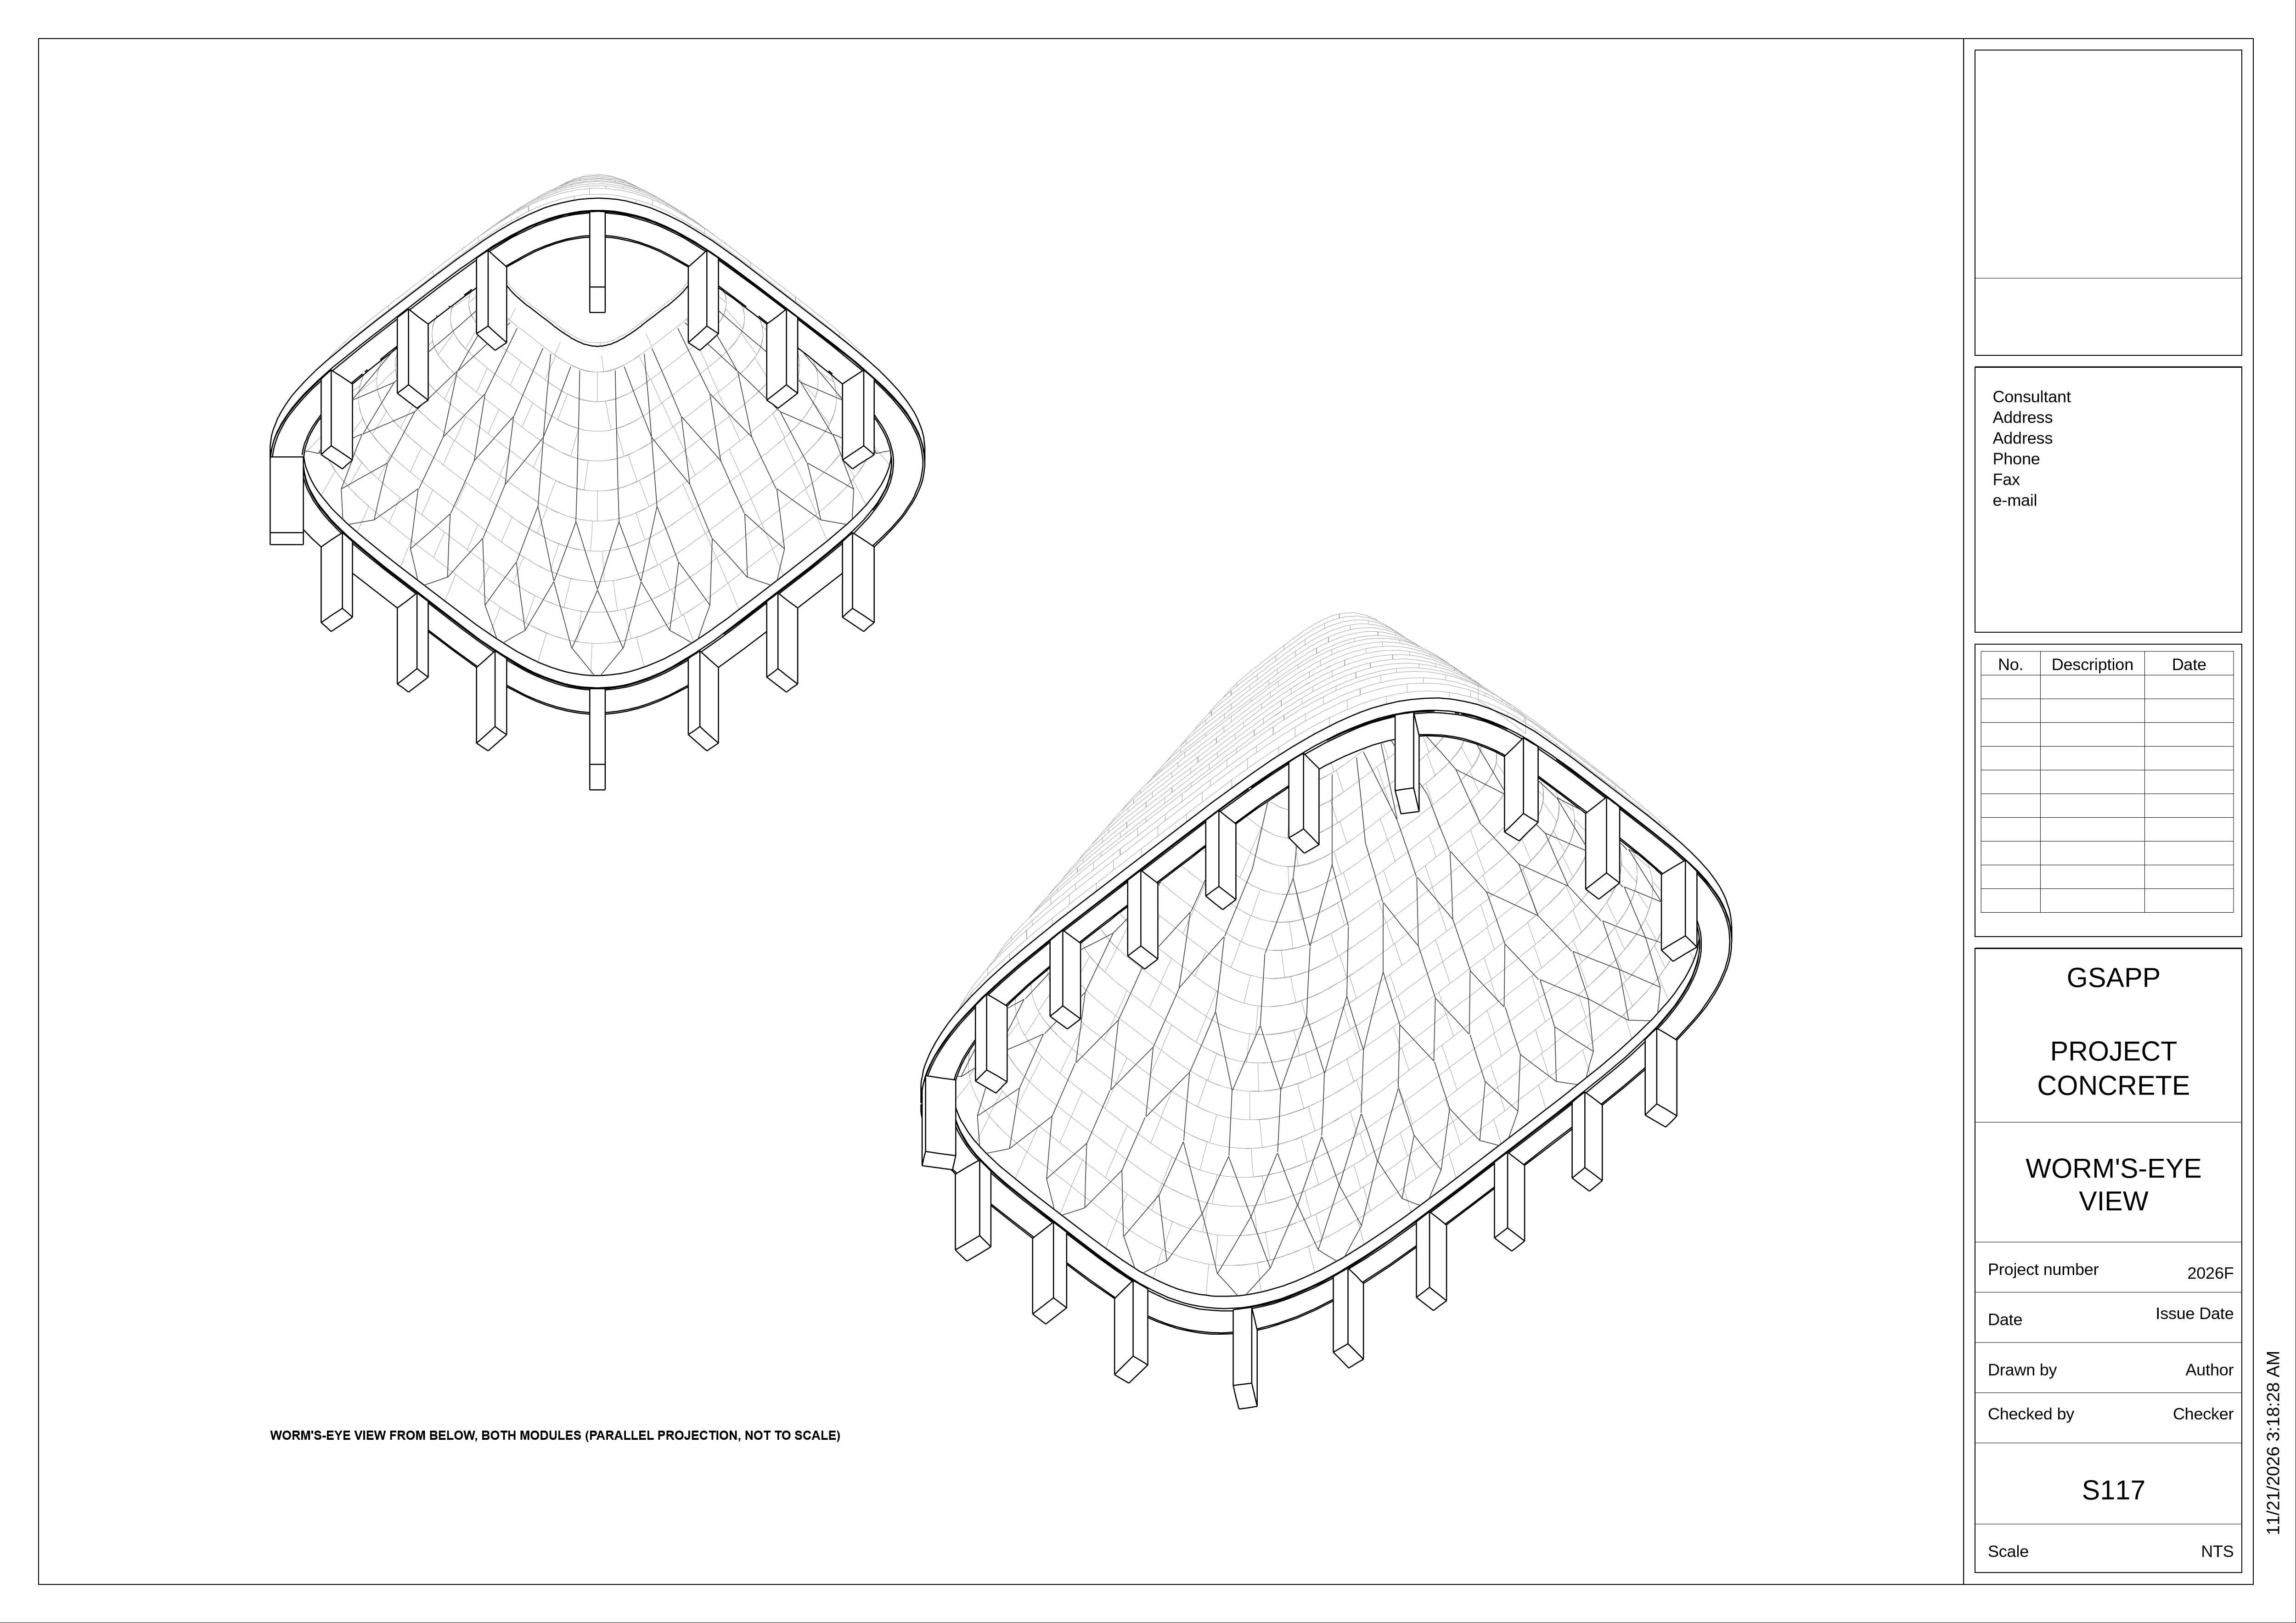 WORM'S-EYE VIEW FROM BELOW, BOTH MODULES (PARALLEL PROJECTION, NOT TO SCALE)
Consultant
Address
Address
Phone
Fax
e-mail
No. Description Date
GSAPP
PROJECT
CONCRETE
WORM'S-EYE
VIEW
Project number 2026F
Date Issue Date
Drawn by Author
Checked by Checker
S117
Scale NTS
11/21/2026 3:18:28 AM